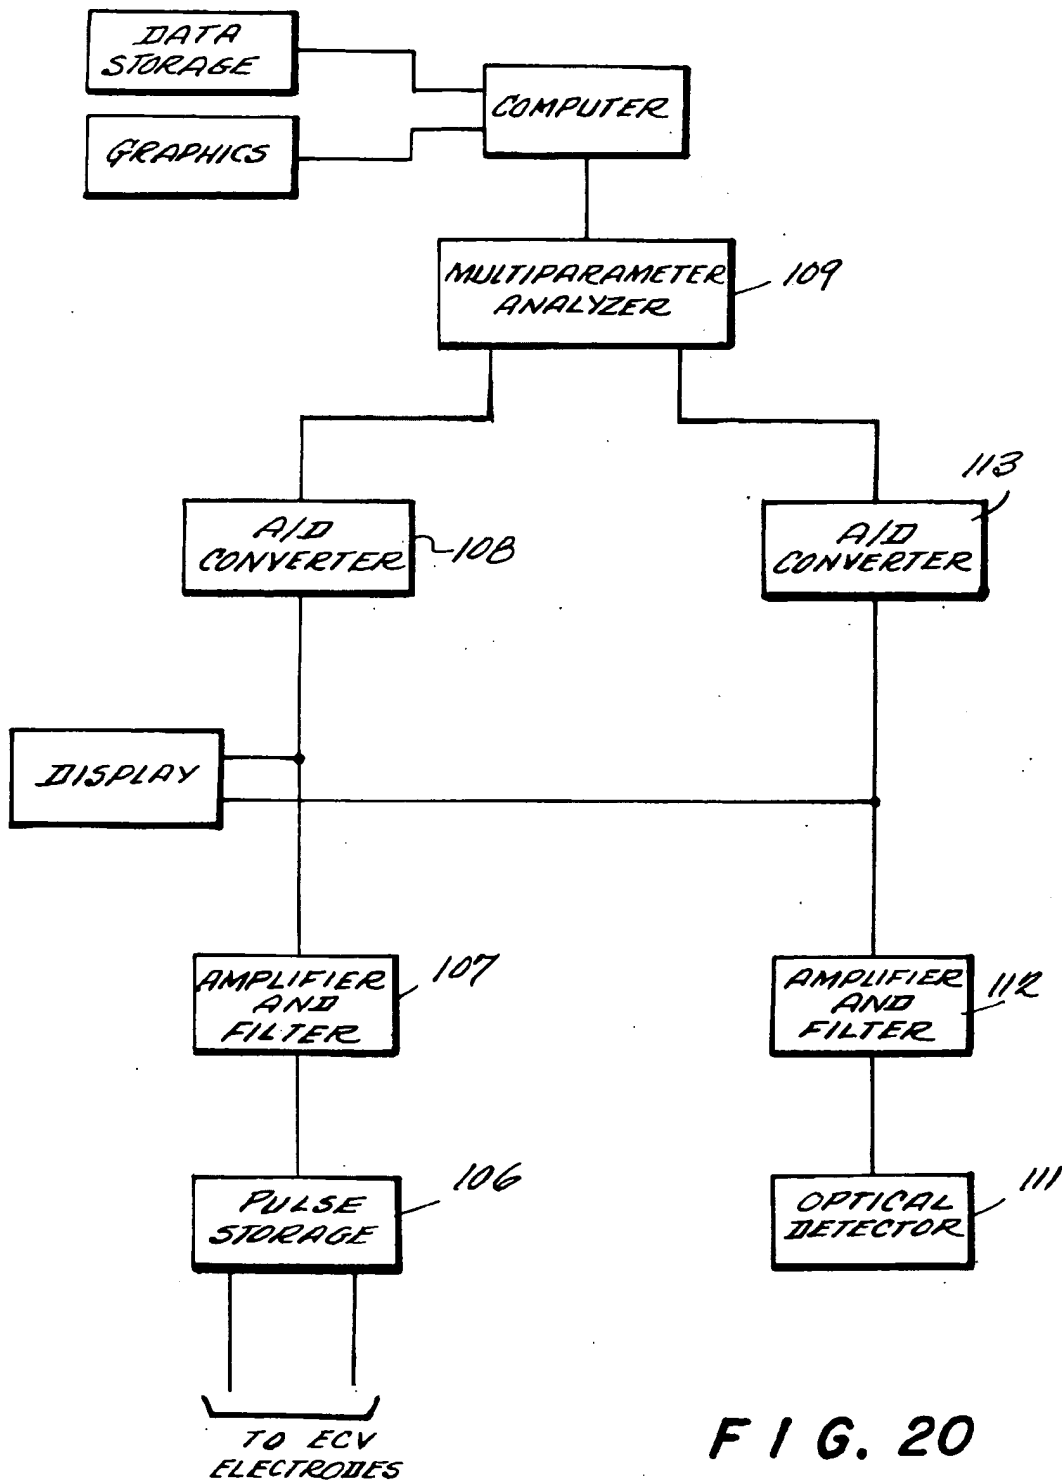 DATA
STORAGE
COMPUTER
GRAPHICS
MULTIPARAMETER
ANALYZER
109
113
A/D
CONVERTER
108
A/D
CONVERTER
DISPLAY
AMPLIFIER
AND
FILTER
107
AMPLIFIER
AND
FILTER
112
PULSE
STORAGE
106
OPTICAL
DETECTOR
111
TO ECV
ELECTRODES
FIG. 20